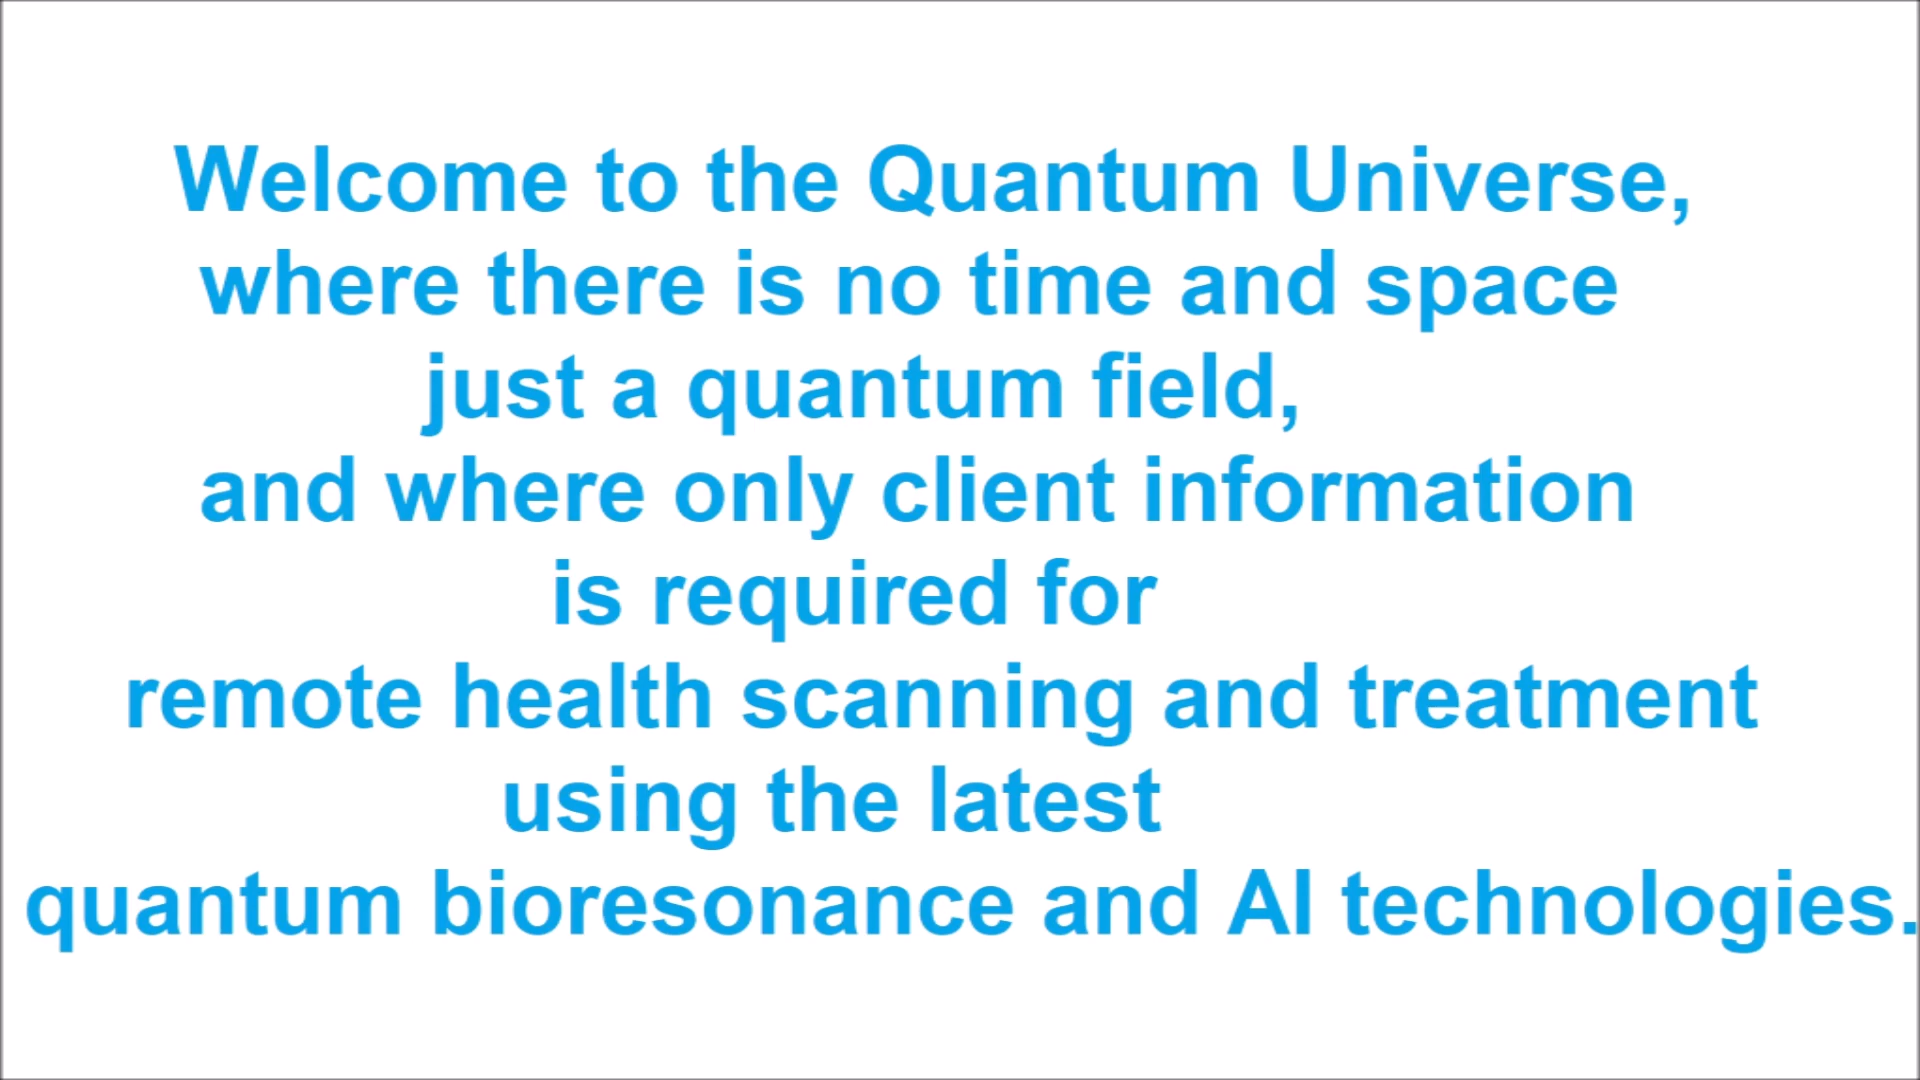 Welcome to the Quantum Universe,
where there is no time and space
just a quantum field,
and where only client information
is required for
remote health scanning and treatment
using the latest
quantum bioresonance and AI technologies.